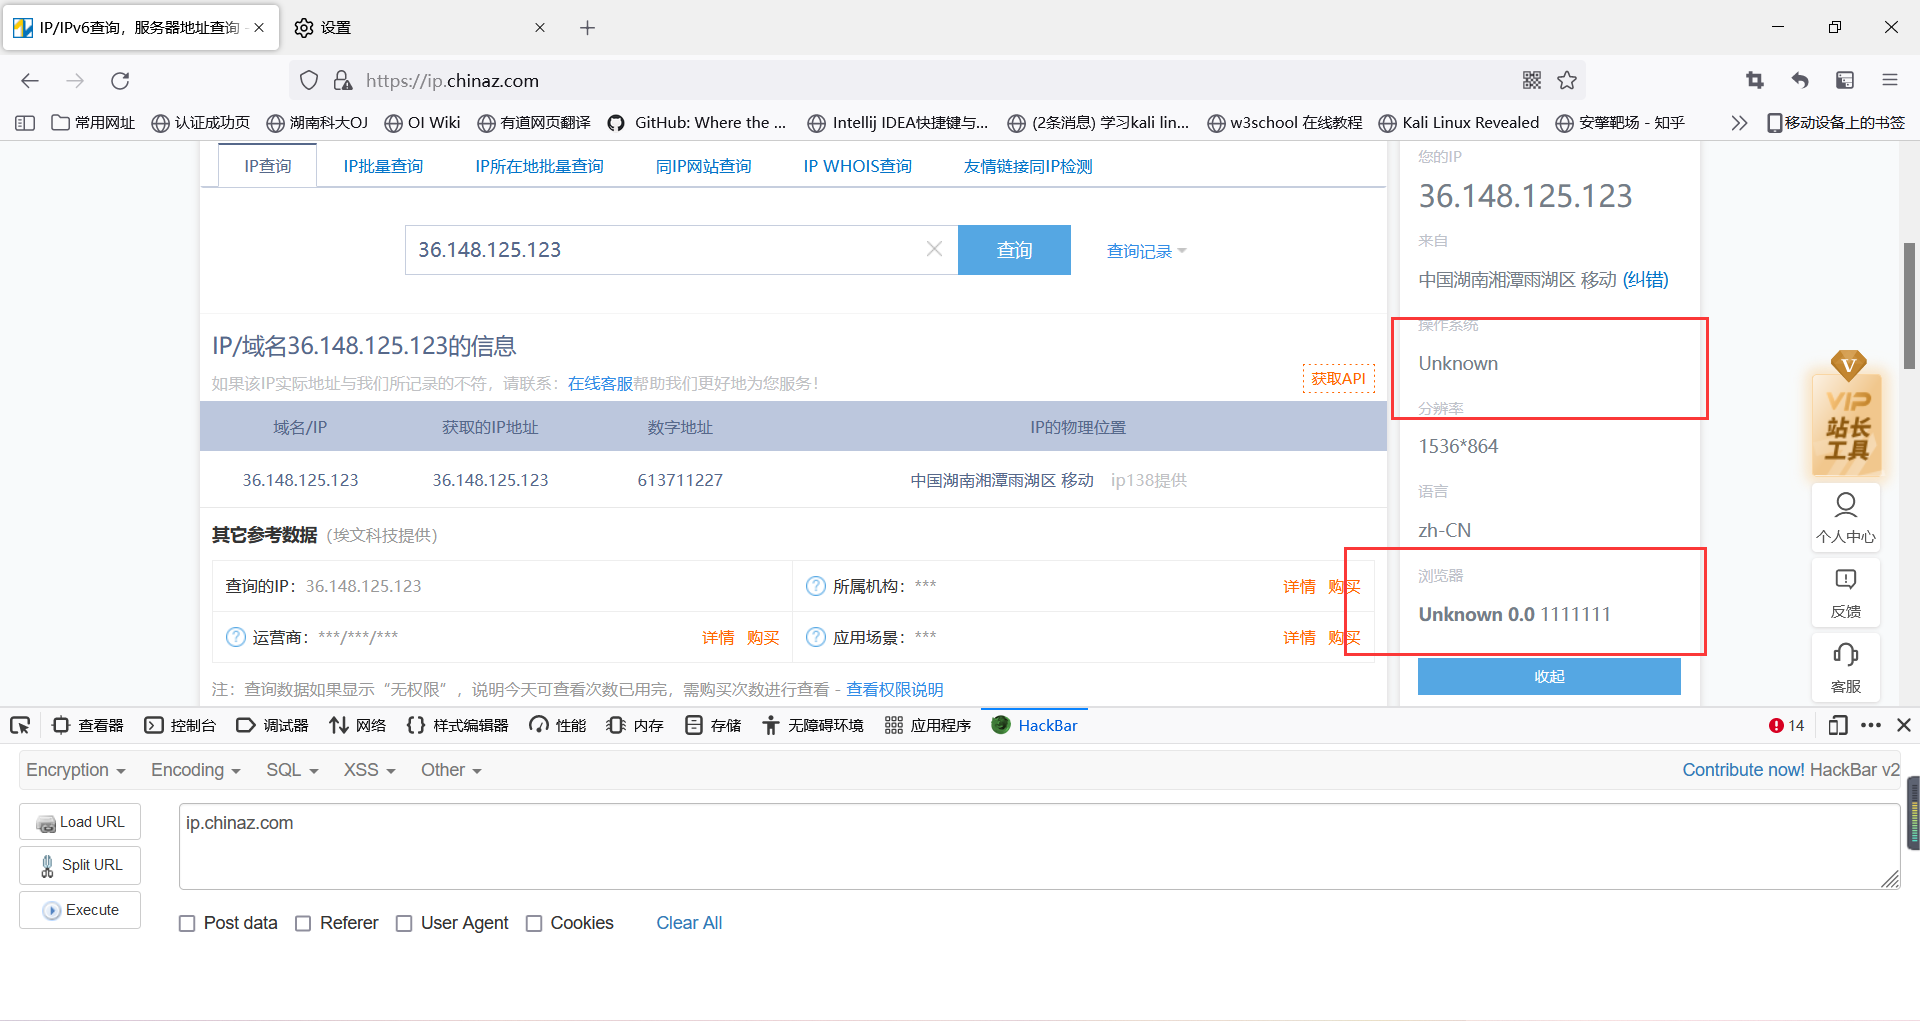 IP/IPv6查询，服务器地址查询 -
设置
https://ip.chinaz.com
常用网址 认证成功页 湖南科大OJ OI Wiki 有道网页翻译 GitHub: Where the ... Intellij IDEA快捷键与... (2条消息) 学习kali lin... w3school 在线教程 Kali Linux Revealed 安擎靶场 - 知乎 移动设备上的书签
IP查询 IP批量查询 IP所在地批量查询 同IP网站查询 IP WHOIS查询 友情链接同IP检测
36.148.125.123 查询 查询记录
IP/域名36.148.125.123的信息
如果该IP实际地址与我们所记录的不符，请联系：在线客服帮助我们更好地为您服务！
获取API
域名/IP 获取的IP地址 数字地址 IP的物理位置
36.148.125.123 36.148.125.123 613711227 中国湖南湘潭雨湖区 移动 ip138提供
其它参考数据（埃文科技提供）
查询的IP：36.148.125.123 ? 所属机构：*** 详情 购买
? 运营商：***/***/*** 详情 购买 ? 应用场景：*** 详情 购买
注：查询数据如果显示“无权限”，说明今天可查看次数已用完，需购买次数进行查看 - 查看权限说明
您的IP
36.148.125.123
来自
中国湖南湘潭雨湖区 移动 (纠错)
操作系统
Unknown
分辨率
1536*864
语言
zh-CN
浏览器
Unknown 0.0 1111111
收起
V
VIP
站长
工具
个人中心
反馈
客服
查看器 控制台 调试器 网络 样式编辑器 性能 内存 存储 无障碍环境 应用程序 HackBar 14
Encryption Encoding SQL XSS Other Contribute now! HackBar v2
Load URL
Split URL
Execute
ip.chinaz.com
Post data Referer User Agent Cookies Clear All